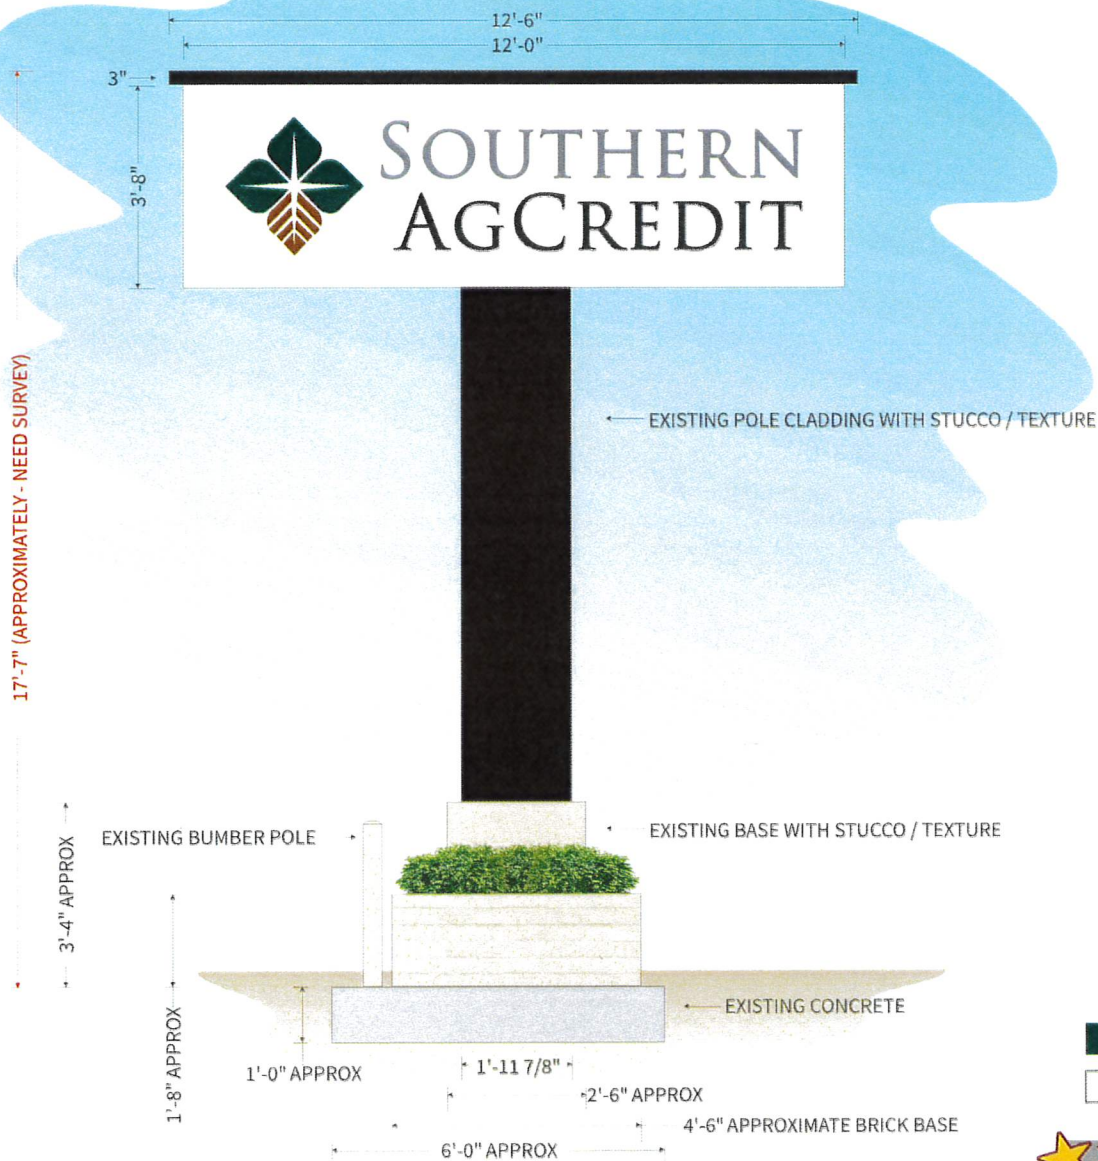 12'-6"
12'-0"
3"
3'-8"
SOUTHERN
AGCREDIT
17'-7" (APPROXIMATELY - NEED SURVEY)
EXISTING POLE CLADDING WITH STUCCO / TEXTURE
EXISTING BUMBER POLE
EXISTING BASE WITH STUCCO / TEXTURE
3'-4" APPROX
EXISTING CONCRETE
1'-8" APPROX
1'-0" APPROX
1'-11 7/8"
2'-6" APPROX
4'-6" APPROXIMATE BRICK BASE
6'-0" APPROX